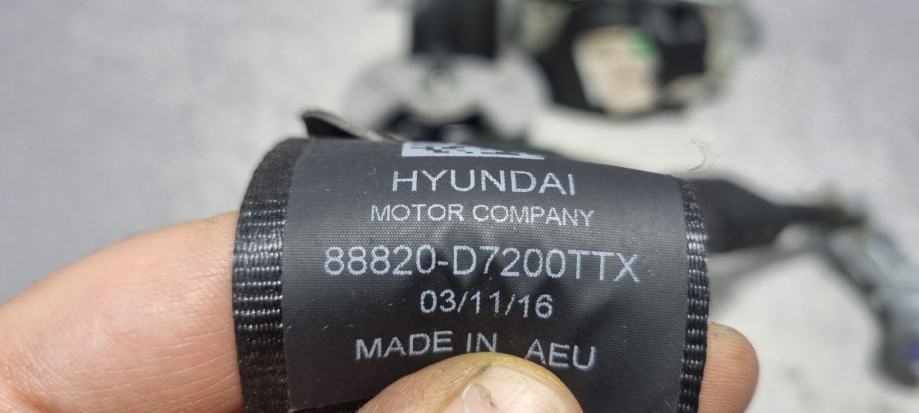 HYUNDAI
MOTOR COMPANY
88820-D7200TTX
03/11/16
MADE IN AEU